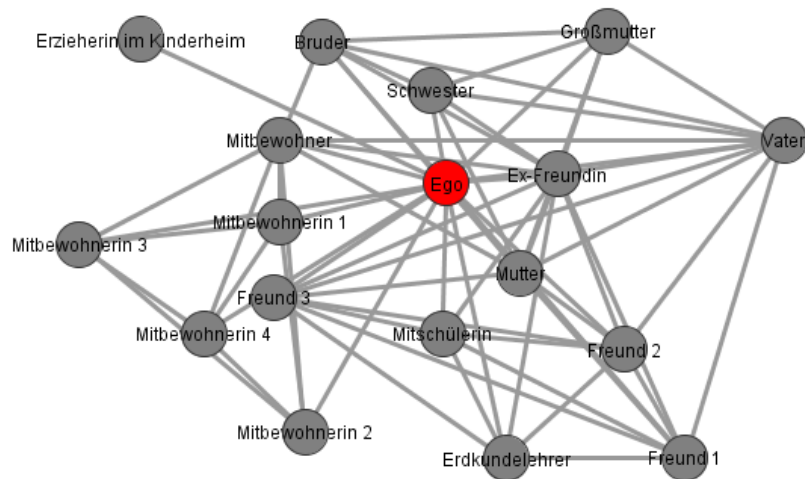 Großmutter
Erzieherin im Kinderheim
Bruder
Schwester
Mitbewohner
Vater
Ex-Freundin
Ego
Mitbewohnerin 1
Mitbewohnerin 3
Mutter
Freund 3
Mitbewohnerin 4
Mitschülerin
Freund 2
Mitbewohnerin 2
Erdkundelehrer
Freund 1